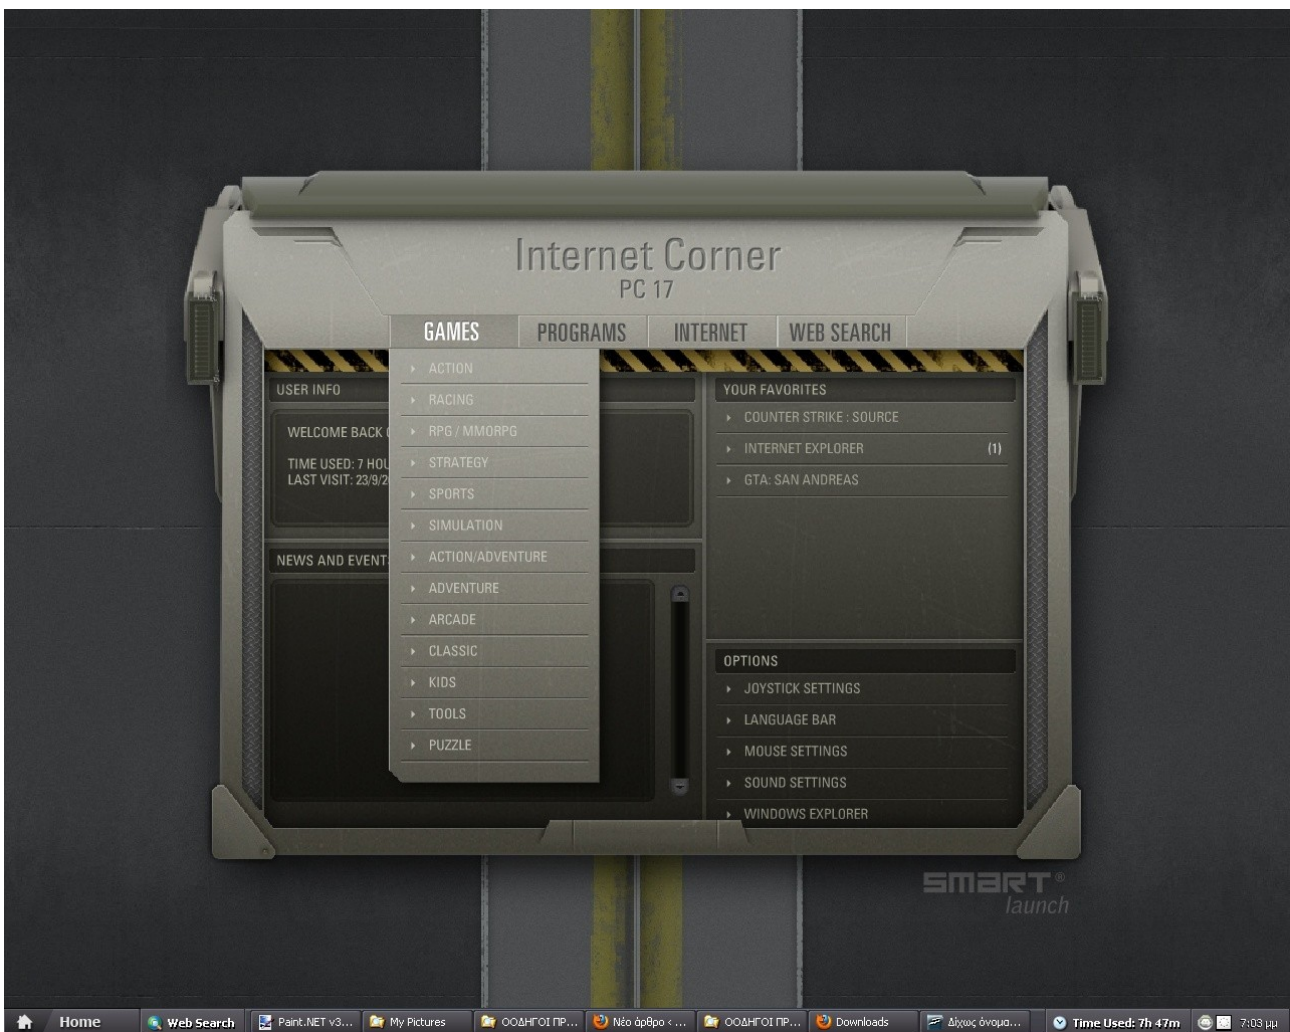 Internet Corner
PC 17
GAMES PROGRAMS INTERNET WEB SEARCH
ACTION
RACING
RPG / MMORPG
STRATEGY
SPORTS
SIMULATION
ACTION/ADVENTURE
ADVENTURE
ARCADE
CLASSIC
KIDS
TOOLS
PUZZLE
USER INFO
WELCOME BACK
TIME USED: 7 HOU
LAST VISIT: 23/9/2
NEWS AND EVENT
YOUR FAVORITES
COUNTER STRIKE : SOURCE
INTERNET EXPLORER (1)
GTA: SAN ANDREAS
OPTIONS
JOYSTICK SETTINGS
LANGUAGE BAR
MOUSE SETTINGS
SOUND SETTINGS
WINDOWS EXPLORER
SMART®
launch
Home Web Search Paint.NET v3... My Pictures ΟΟΔΗΓΟΙ ΠΡ... Νέο άρθρο ‹ ... ΟΟΔΗΓΟΙ ΠΡ... Downloads Δίχως όνομα... Time Used: 7h 47m 7:03 μμ